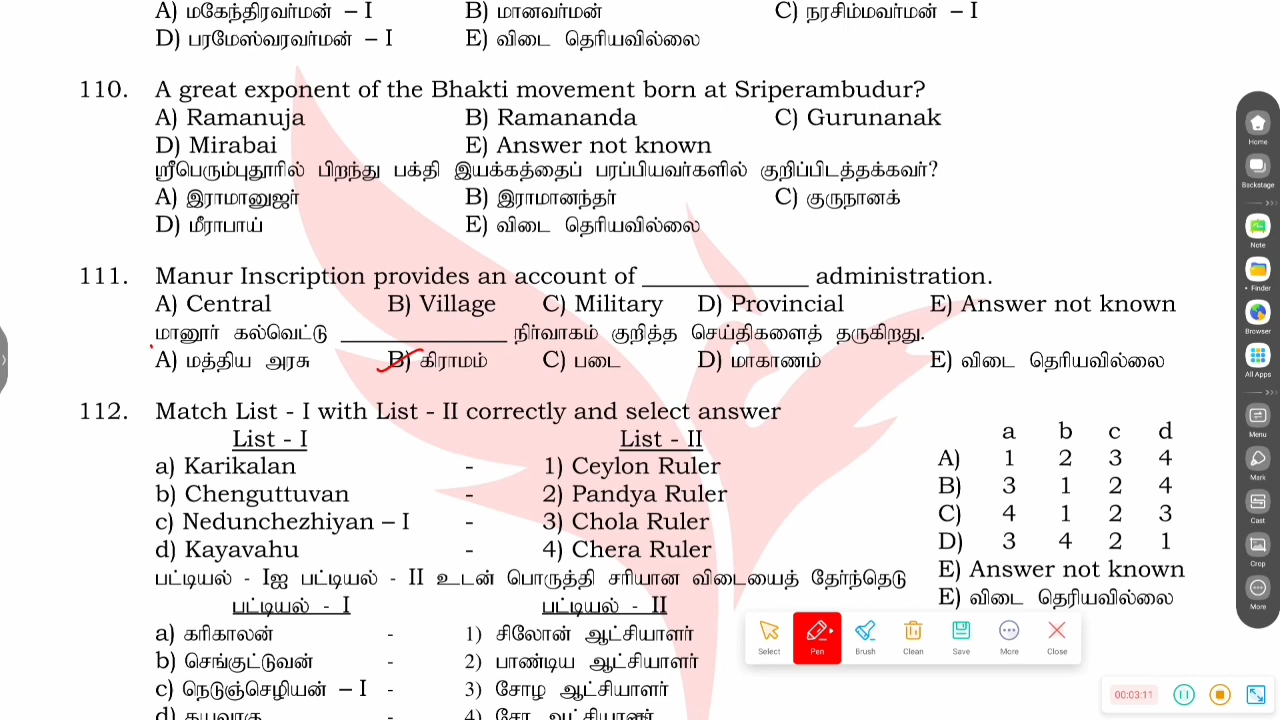 A) மகேந்திரவர்மன் – I B) மானவர்மன் C) நரசிம்மவர்மன் – I
D) பரமேஸ்வரவர்மன் – I E) விடை தெரியவில்லை
110. A great exponent of the Bhakti movement born at Sriperambudur?
A) Ramanuja B) Ramananda C) Gurunanak
D) Mirabai E) Answer not known
ஸ்ரீபெரும்புதூரில் பிறந்து பக்தி இயக்கத்தைப் பரப்பியவர்களில் குறிப்பிடத்தக்கவர்?
A) இராமானுஜர் B) இராமானந்தர் C) குருநானக்
D) மீராபாய் E) விடை தெரியவில்லை
111. Manur Inscription provides an account of _____________ administration.
A) Central B) Village C) Military D) Provincial E) Answer not known
மானூர் கல்வெட்டு _____________ நிர்வாகம் குறித்த செய்திகளைத் தருகிறது.
A) மத்திய அரசு B) கிராமம் C) படை D) மாகாணம் E) விடை தெரியவில்லை
112. Match List - I with List - II correctly and select answer
List - I List - II
a) Karikalan - 1) Ceylon Ruler
b) Chenguttuvan - 2) Pandya Ruler
c) Nedunchezhiyan – I - 3) Chola Ruler
d) Kayavahu - 4) Chera Ruler
a b c d
A) 1 2 3 4
B) 3 1 2 4
C) 4 1 2 3
D) 3 4 2 1
E) Answer not known
E) விடை தெரியவில்லை
பட்டியல் - Iஐ பட்டியல் - II உடன் பொருத்தி சரியான விடையைத் தேர்ந்தெடு
பட்டியல் - I பட்டியல் - II
a) கரிகாலன் - 1) சிலோன் ஆட்சியாளர்
b) செங்குட்டுவன் - 2) பாண்டிய ஆட்சியாளர்
c) நெடுஞ்செழியன் – I - 3) சோழ ஆட்சியாளர்
d) கயவாகு - 4) சேர ஆட்சியாளர்
Home
Backstage
Note
Finder
Browser
All Apps
Menu
Mark
Cast
Crop
More
Select Pen Brush Clean Save More Close
00:03:11